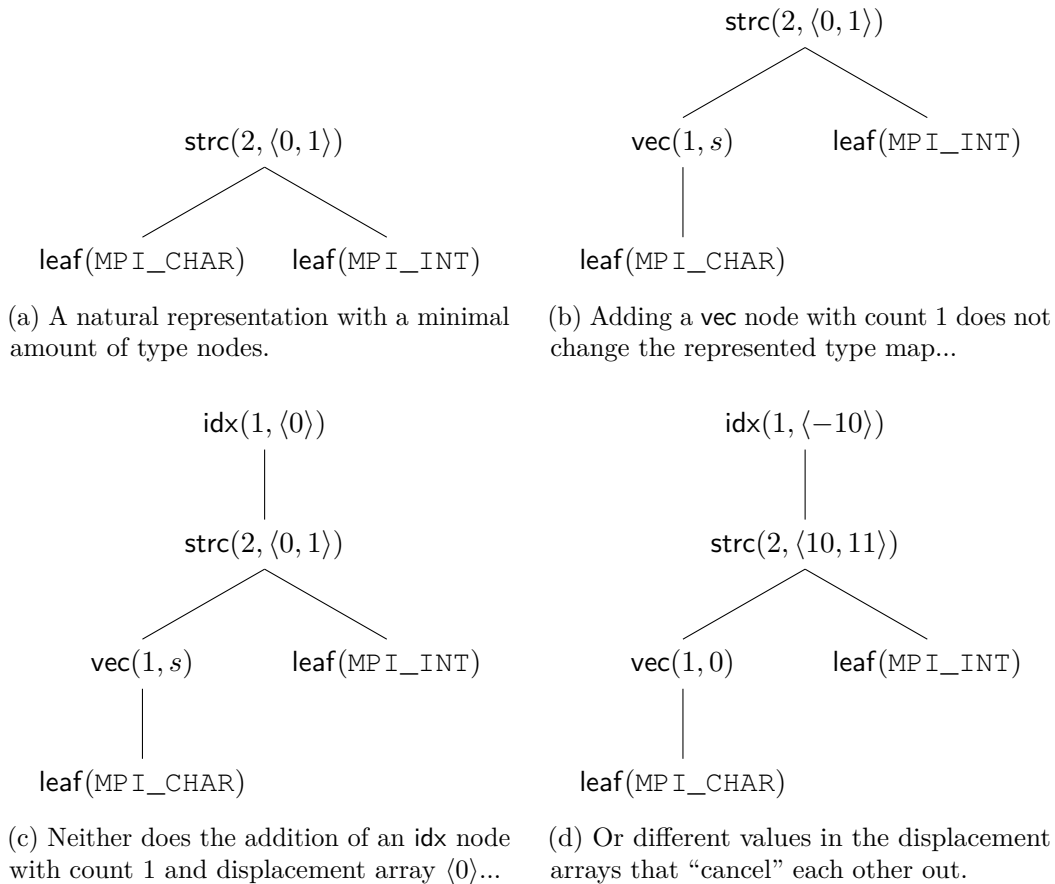 strc(2, ⟨0, 1⟩)
leaf(MPI_CHAR) leaf(MPI_INT)
(a) A natural representation with a minimal
amount of type nodes.
strc(2, ⟨0, 1⟩)
vec(1, s) leaf(MPI_INT)
leaf(MPI_CHAR)
(b) Adding a vec node with count 1 does not
change the represented type map...
idx(1, ⟨0⟩)
strc(2, ⟨0, 1⟩)
vec(1, s) leaf(MPI_INT)
leaf(MPI_CHAR)
(c) Neither does the addition of an idx node
with count 1 and displacement array ⟨0⟩...
idx(1, ⟨−10⟩)
strc(2, ⟨10, 11⟩)
vec(1, 0) leaf(MPI_INT)
leaf(MPI_CHAR)
(d) Or different values in the displacement
arrays that “cancel” each other out.